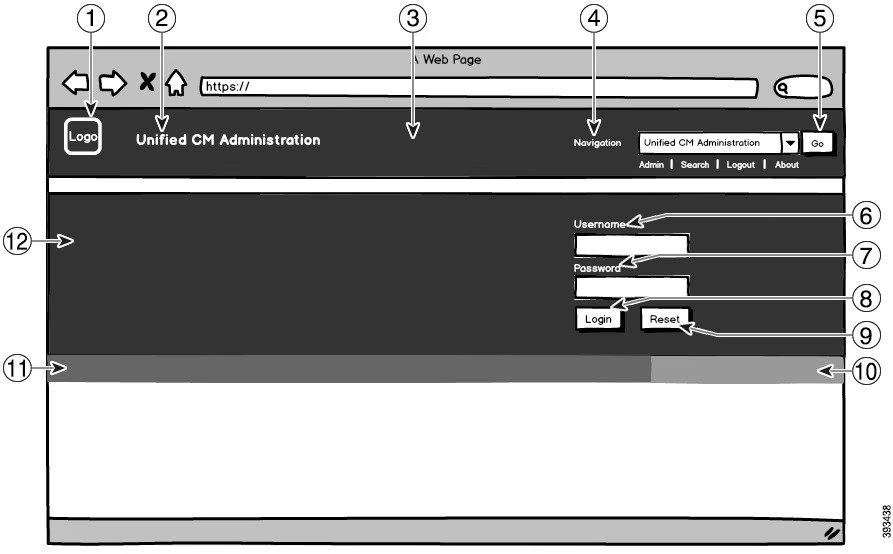 1 2 3 4 5
A Web Page
https://
Logo
Unified CM Administration
Navigation
Unified CM Administration
Go
Admin | Search | Logout | About
Username
6
12
7
Password
8
Login
Reset
9
11
10
393438